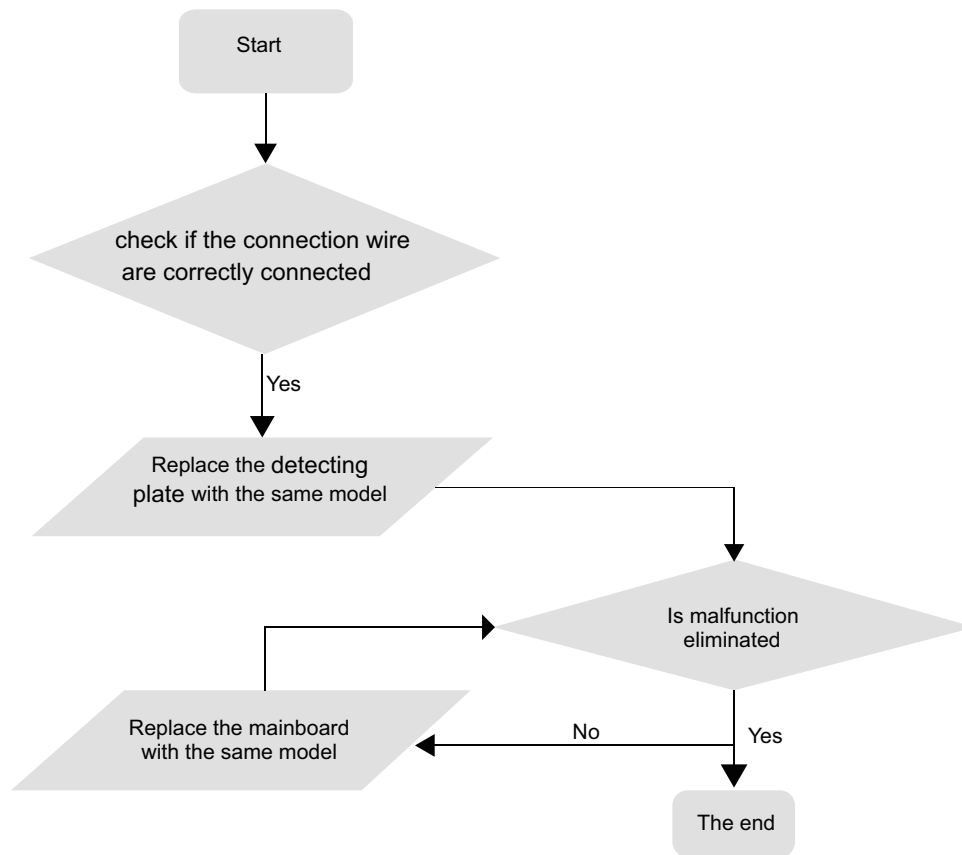 Start
check if the connection wire
are correctly connected
Yes
Replace the detecting
plate with the same model
Is malfunction
eliminated
Replace the mainboard
with the same model
No
Yes
The end